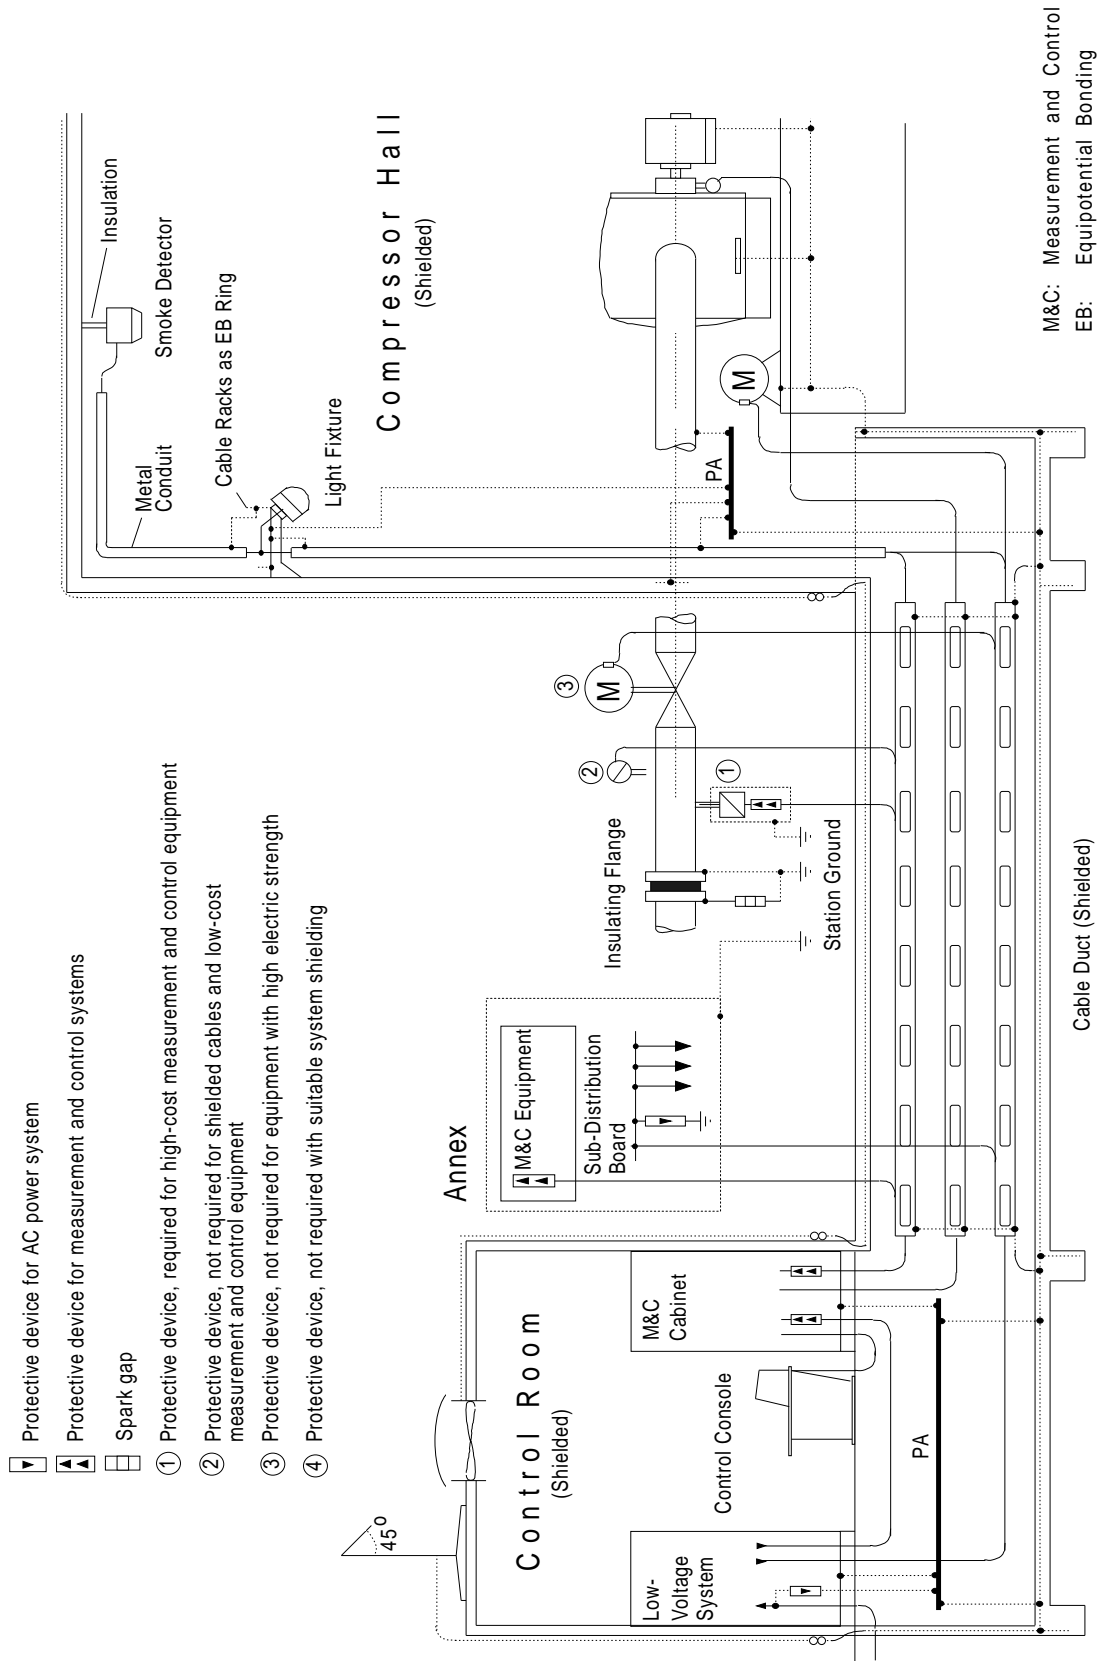 Protective device for AC power system
Protective device for measurement and control systems
Spark gap
1 Protective device, required for high-cost measurement and control equipment
2 Protective device, not required for shielded cables and low-cost
measurement and control equipment
3 Protective device, not required for equipment with high electric strength
4 Protective device, not required with suitable system shielding
45°
Control Room
(Shielded)
Low-
Voltage
System
Control Console
M&C
Cabinet
PA
Annex
M&C Equipment
Sub-Distribution
Board
Insulating Flange
Station Ground
1
2
3
M
Metal
Conduit
Cable Racks as EB Ring
Light Fixture
Insulation
Smoke Detector
Compressor Hall
(Shielded)
PA
M
Cable Duct (Shielded)
M&C: Measurement and Control
EB: Equipotential Bonding